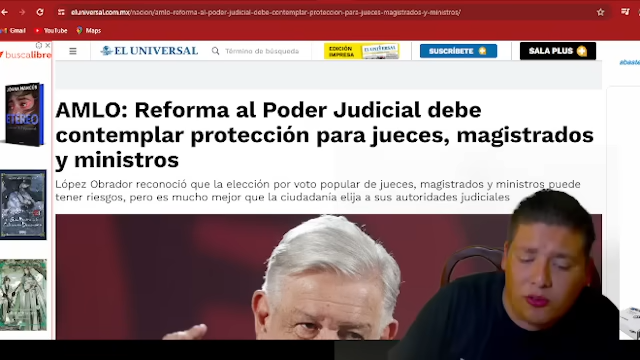 eluniversal.com.mx/nacion/amlo-reforma-al-poder-judicial-debe-contemplar-proteccion-para-jueces-magistrados-y-ministros/
Gmail YouTube Maps
buscalibre
EL UNIVERSAL Término de búsqueda EDICIÓN IMPRESA SUSCRÍBETE SALA PLUS+
AMLO: Reforma al Poder Judicial debe
contemplar protección para jueces, magistrados
y ministros
López Obrador reconoció que la elección por voto popular de jueces, magistrados y ministros puede
tener riesgos, pero es mucho mejor que la ciudadanía elija a sus autoridades judiciales
ETÉREO